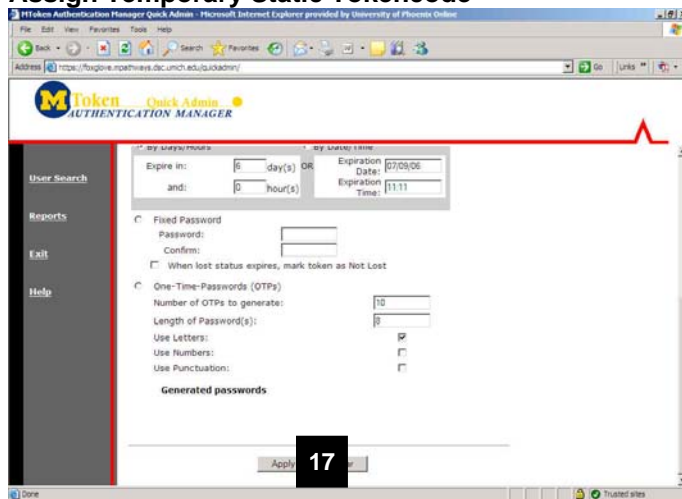 Assign Temporary Static Tokencode
MToken Authentication Manager Quick Admin - Microsoft Internet Explorer provided by University of Phoenix Online
File Edit View Favorites Tools Help
Back Search Favorites
Address https://foxglove.mpathways.dsc.umich.edu/quickadmin/ Go Links
M Token Quick Admin
AUTHENTICATION MANAGER
By Days/Hours By Date/Time
Expire in: 6 day(s) OR Expiration Date: 07/09/06
and: 0 hour(s) Expiration Time: 11:11
User Search
Reports
Exit
Help
Fixed Password
Password:
Confirm:
When lost status expires, mark token as Not Lost
One-Time-Passwords (OTPs)
Number of OTPs to generate: 10
Length of Password(s): 8
Use Letters:
Use Numbers:
Use Punctuation:
Generated passwords
Apply
17
Done Trusted sites